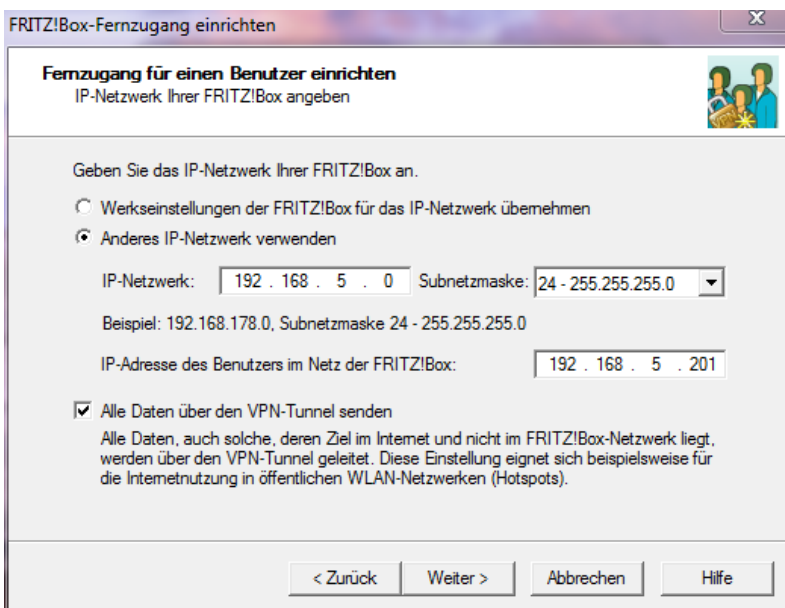 FRITZ!Box-Fernzugang einrichten
Fernzugang für einen Benutzer einrichten
IP-Netzwerk Ihrer FRITZ!Box angeben
Geben Sie das IP-Netzwerk Ihrer FRITZ!Box an.
Werkseinstellungen der FRITZ!Box für das IP-Netzwerk übernehmen
Anderes IP-Netzwerk verwenden
IP-Netzwerk: 192 . 168 . 5 . 0 Subnetzmaske: 24 - 255.255.255.0
Beispiel: 192.168.178.0, Subnetzmaske 24 - 255.255.255.0
IP-Adresse des Benutzers im Netz der FRITZ!Box: 192 . 168 . 5 . 201
Alle Daten über den VPN-Tunnel senden
Alle Daten, auch solche, deren Ziel im Internet und nicht im FRITZ!Box-Netzwerk liegt,
werden über den VPN-Tunnel geleitet. Diese Einstellung eignet sich beispielsweise für
die Internetnutzung in öffentlichen WLAN-Netzwerken (Hotspots).
< Zurück Weiter > Abbrechen Hilfe